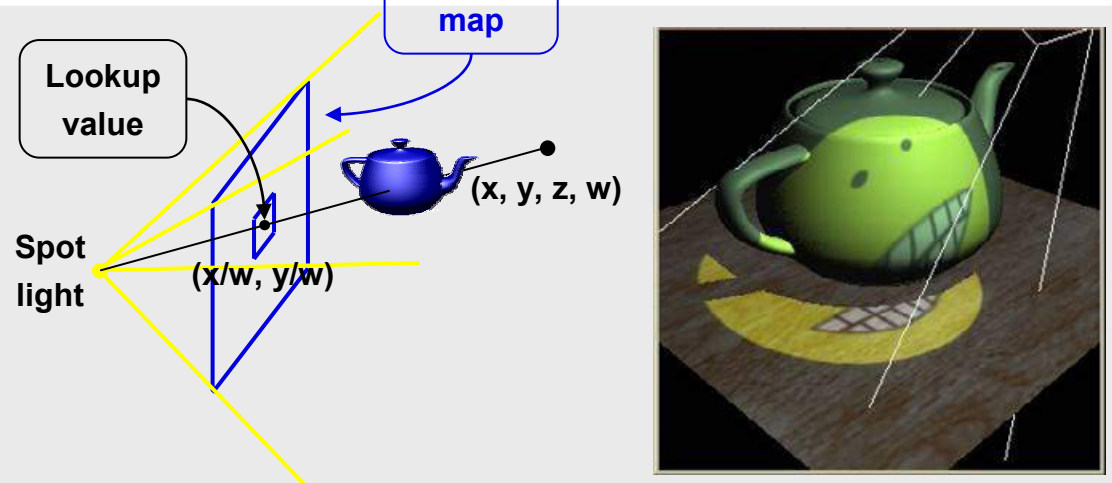 map
Lookup
value
(x, y, z, w)
Spot
light
(x/w, y/w)